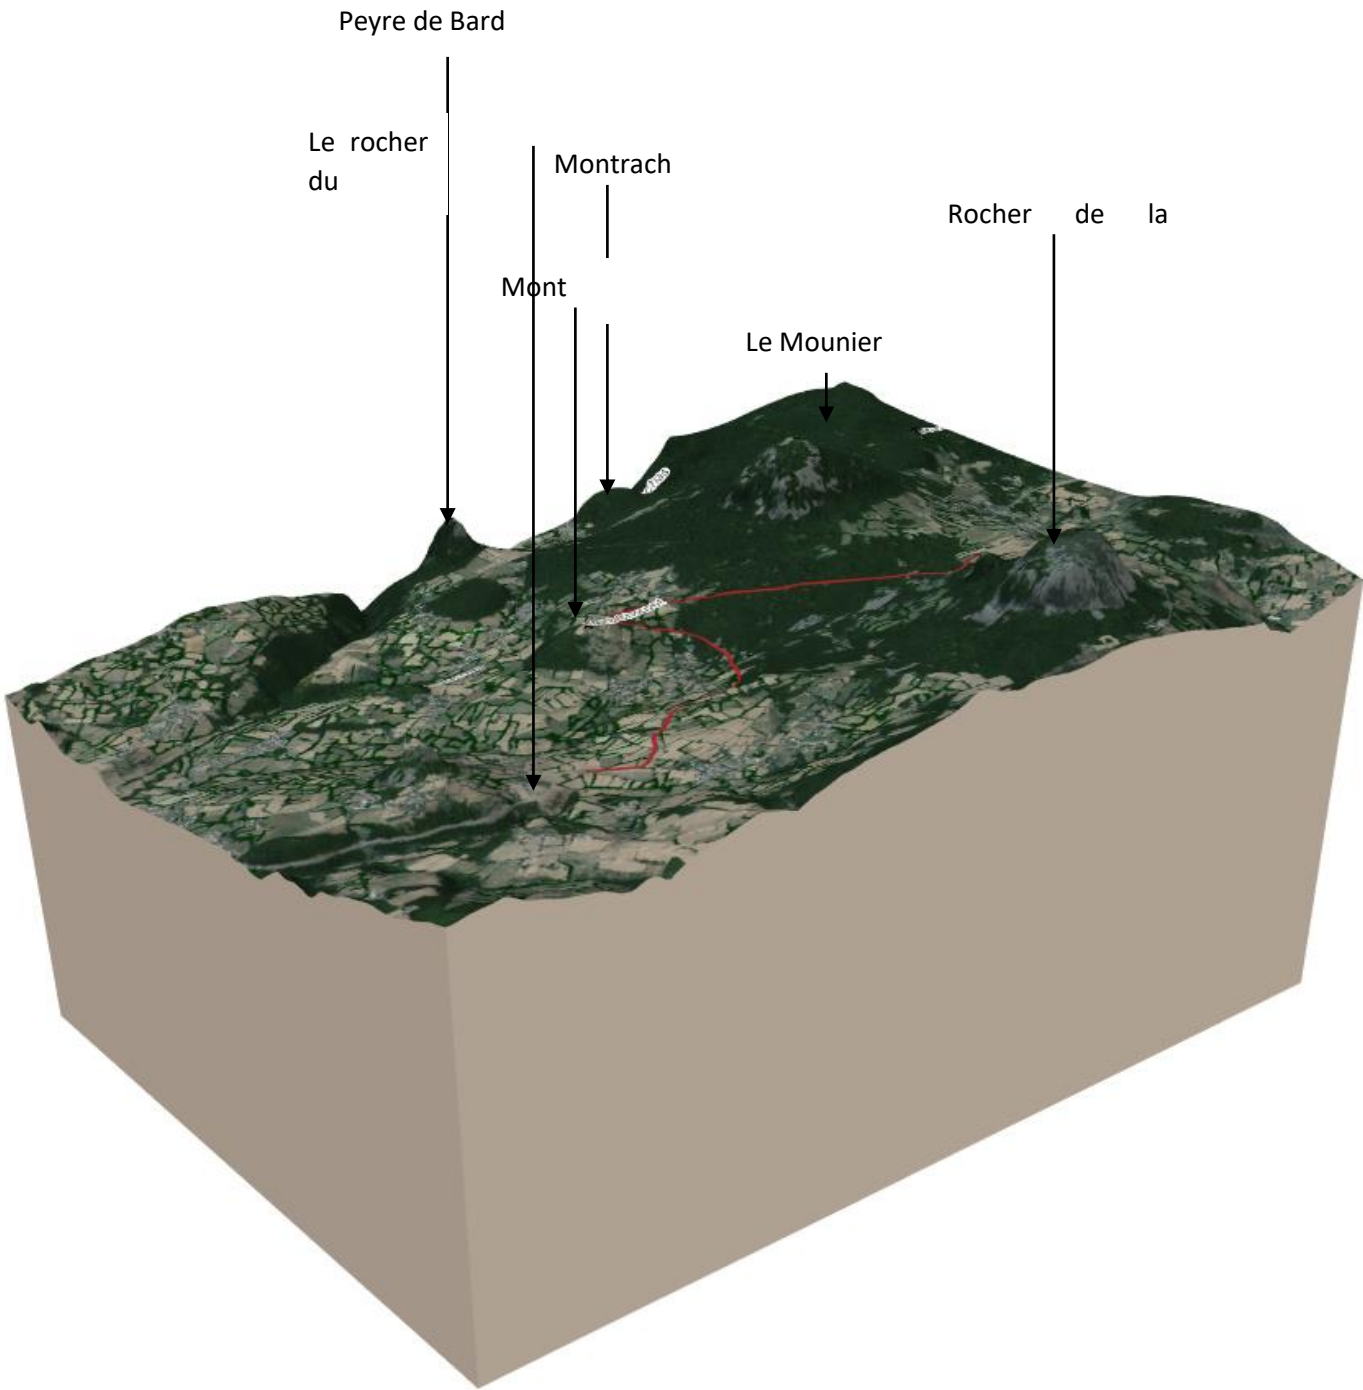 Peyre de Bard
Le rocher
du
Montrach
Rocher de la
Mont
Le Mounier